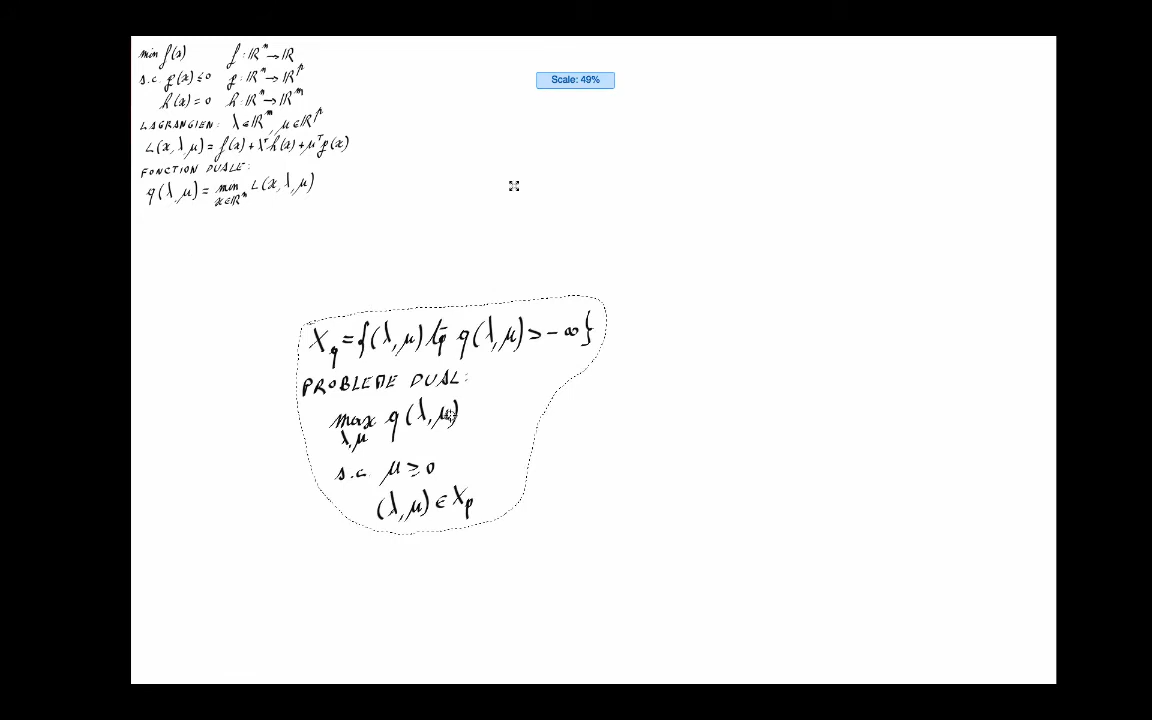 min f(x) f: ℝⁿ → ℝ
s.c. g(x) ≤ 0 g: ℝⁿ → ℝᵖ
h(x) = 0 h: ℝⁿ → ℝᵐ
LAGRANGIEN: λ ∈ ℝᵐ, μ ∈ ℝᵖ
L(x, λ, μ) = f(x) + λᵀh(x) + μᵀg(x)
FONCTION DUALE:
q(λ, μ) = min L(x, λ, μ)
x ∈ ℝⁿ
Scale: 49%
X_q = {(λ, μ) tq q(λ, μ) > -∞}
PROBLEME DUAL:
max q(λ, μ)
λ, μ
s.c. μ ≥ 0
(λ, μ) ∈ X_p